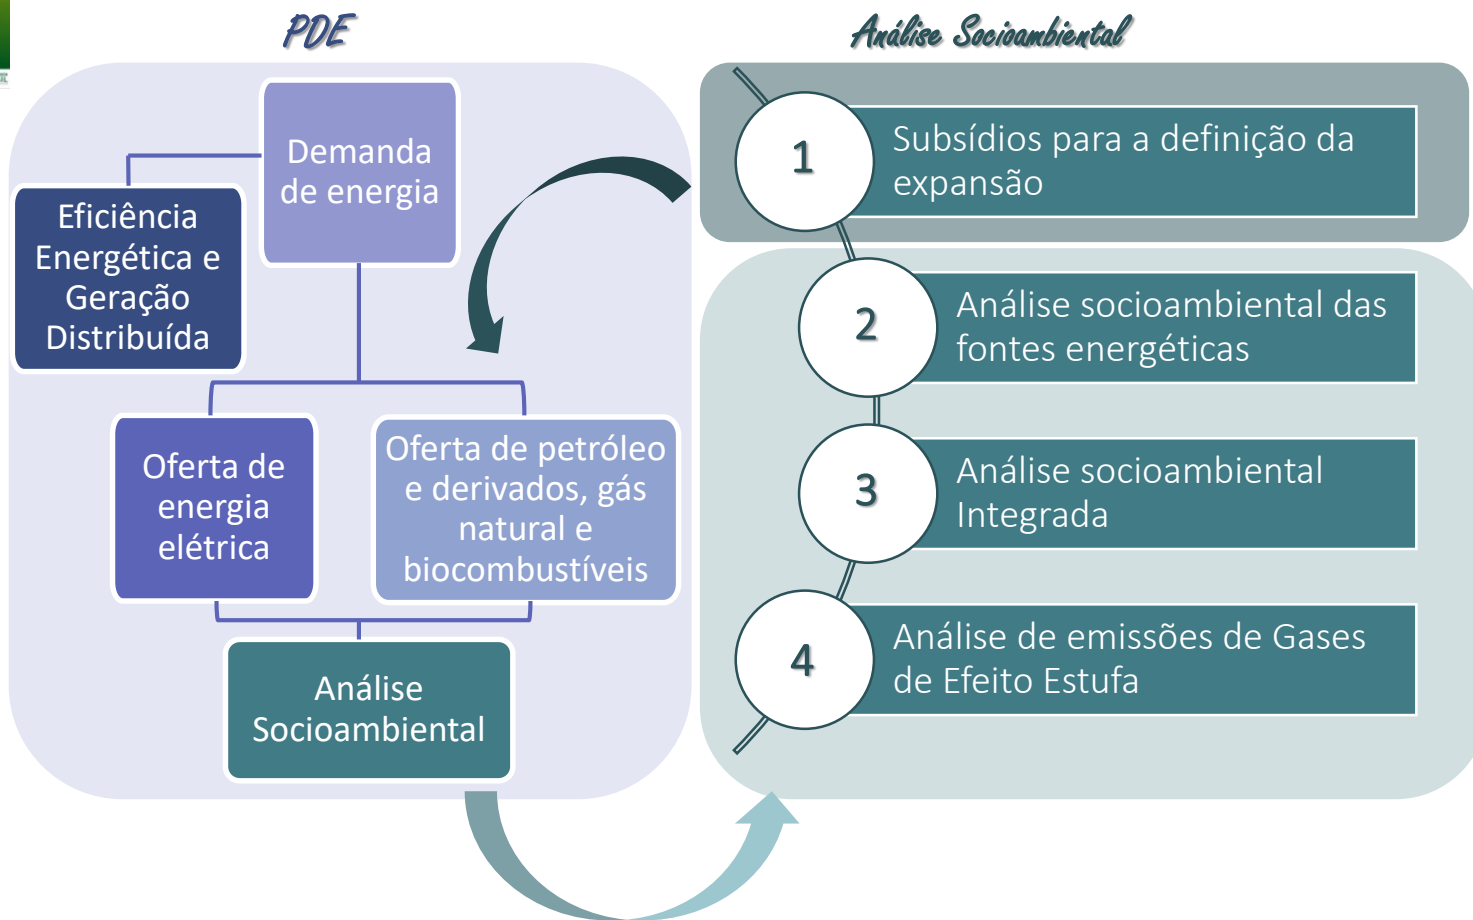 PDE
Demanda
de energia
Eficiência
Energética e
Geração
Distribuída
Oferta de
energia
elétrica
Oferta de petróleo
e derivados, gás
natural e
biocombustíveis
Análise
Socioambiental
Análise Socioambiental
1
Subsídios para a definição da
expansão
2
Análise socioambiental das
fontes energéticas
3
Análise socioambiental
Integrada
4
Análise de emissões de Gases
de Efeito Estufa